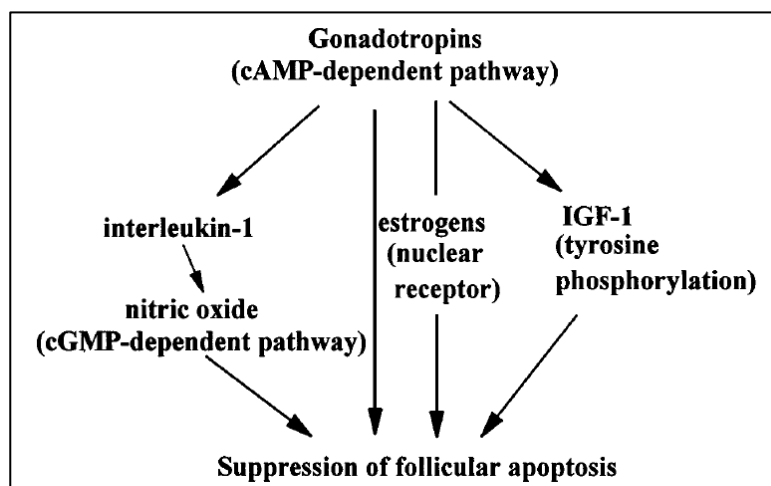 Gonadotropins
(cAMP-dependent pathway)
interleukin-1
nitric oxide
(cGMP-dependent pathway)
estrogens
(nuclear
receptor)
IGF-1
(tyrosine
phosphorylation)
Suppression of follicular apoptosis